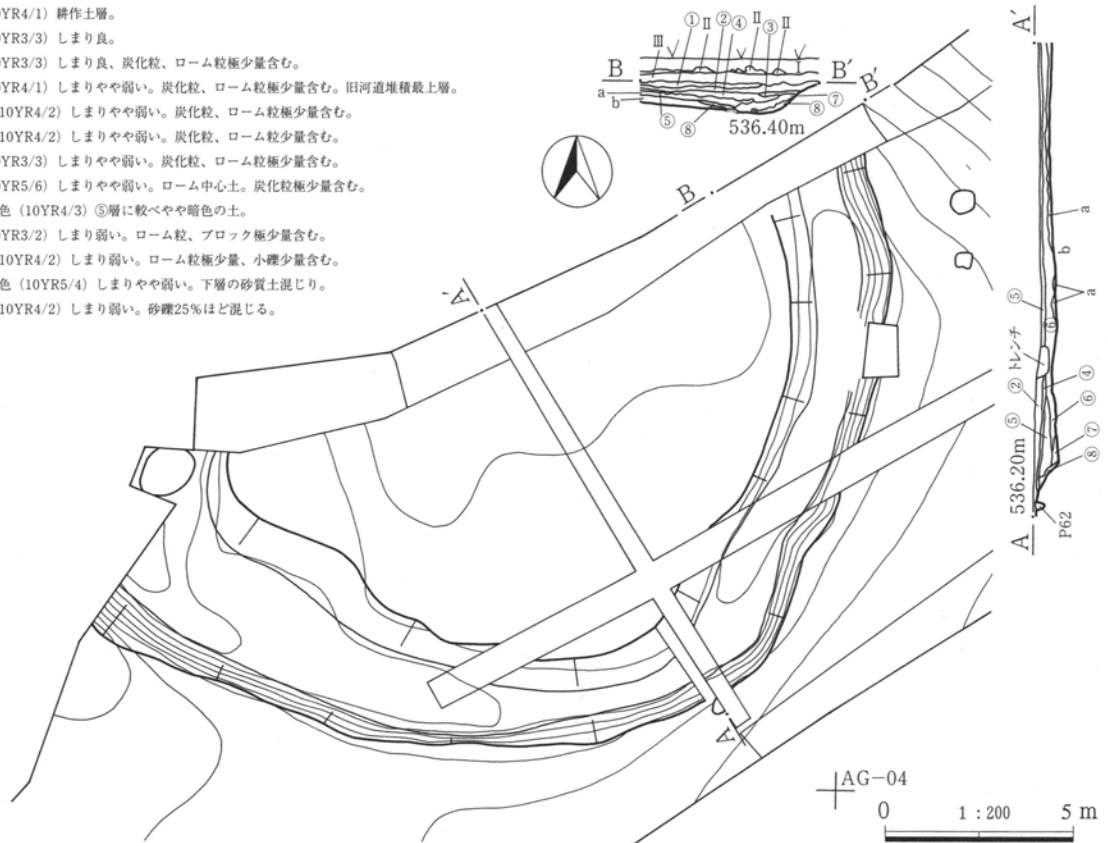 YR4/1）耕作土層。
YR3/3）しまり良。
YR3/3）しまり良、炭化粒、ローム粒極少量含む。
YR4/1）しまりやや弱い。炭化粒、ローム粒極少量含む。旧河道堆積最上層。
10YR4/2）しまりやや弱い。炭化粒、ローム粒極少量含む。
10YR4/2）しまりやや弱い。炭化粒、ローム粒極少量含む。
YR3/3）しまりやや弱い。炭化粒、ローム粒極少量含む。
YR5/6）しまりやや弱い。ローム中心土。炭化粒極少量含む。
色（10YR4/3）⑤層に較べやや暗色の土。
YR3/2）しまり弱い。ローム粒、ブロック極少量含む。
10YR4/2）しまり弱い。ローム粒極少量、小礫少量含む。
色（10YR5/4）しまりやや弱い。下層の砂質土混じり。
10YR4/2）しまり弱い。砂礫25%ほど混じる。
① Ⅱ ② ④ Ⅱ ③ Ⅱ
Ⅲ Ⅰ
B B′
a
b
⑤ ⑧ ⑧ ⑦
536.40m
B′
B
A′
A
A′
a
b
a
⑤
⑥
トレンチ
② ④
⑤ ⑥
⑦
⑧
536.20m
A
P62
AG-04
0 1：200 5 m